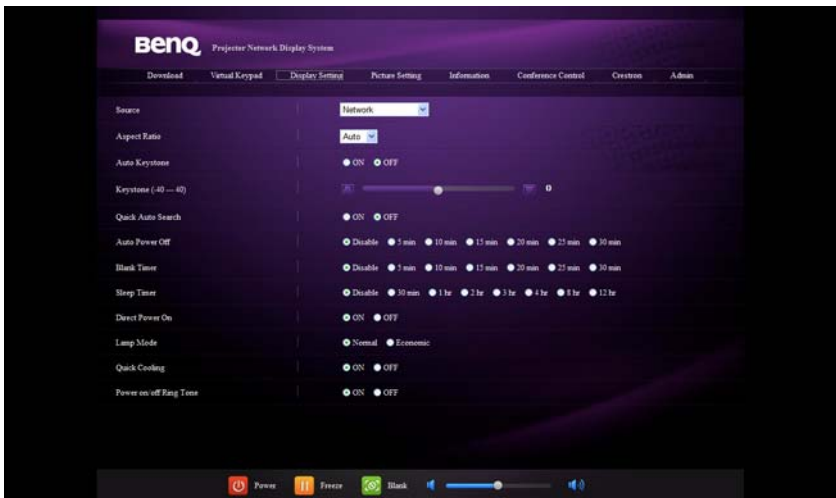 BenQ Projector Network Display System
Download Virtual Keypad Display Setting Picture Setting Information Conference Control Crestron Admin
Source Network
Aspect Ratio Auto
Auto Keystone ON OFF
Keystone (-40 — 40) 0
Quick Auto Search ON OFF
Auto Power Off Disable 5 min 10 min 15 min 20 min 25 min 30 min
Blank Timer Disable 5 min 10 min 15 min 20 min 25 min 30 min
Sleep Timer Disable 30 min 1 hr 2 hr 3 hr 4 hr 8 hr 12 hr
Direct Power On ON OFF
Lamp Mode Normal Economic
Quick Cooling ON OFF
Power on/off Ring Tone ON OFF
Power Freeze Blank